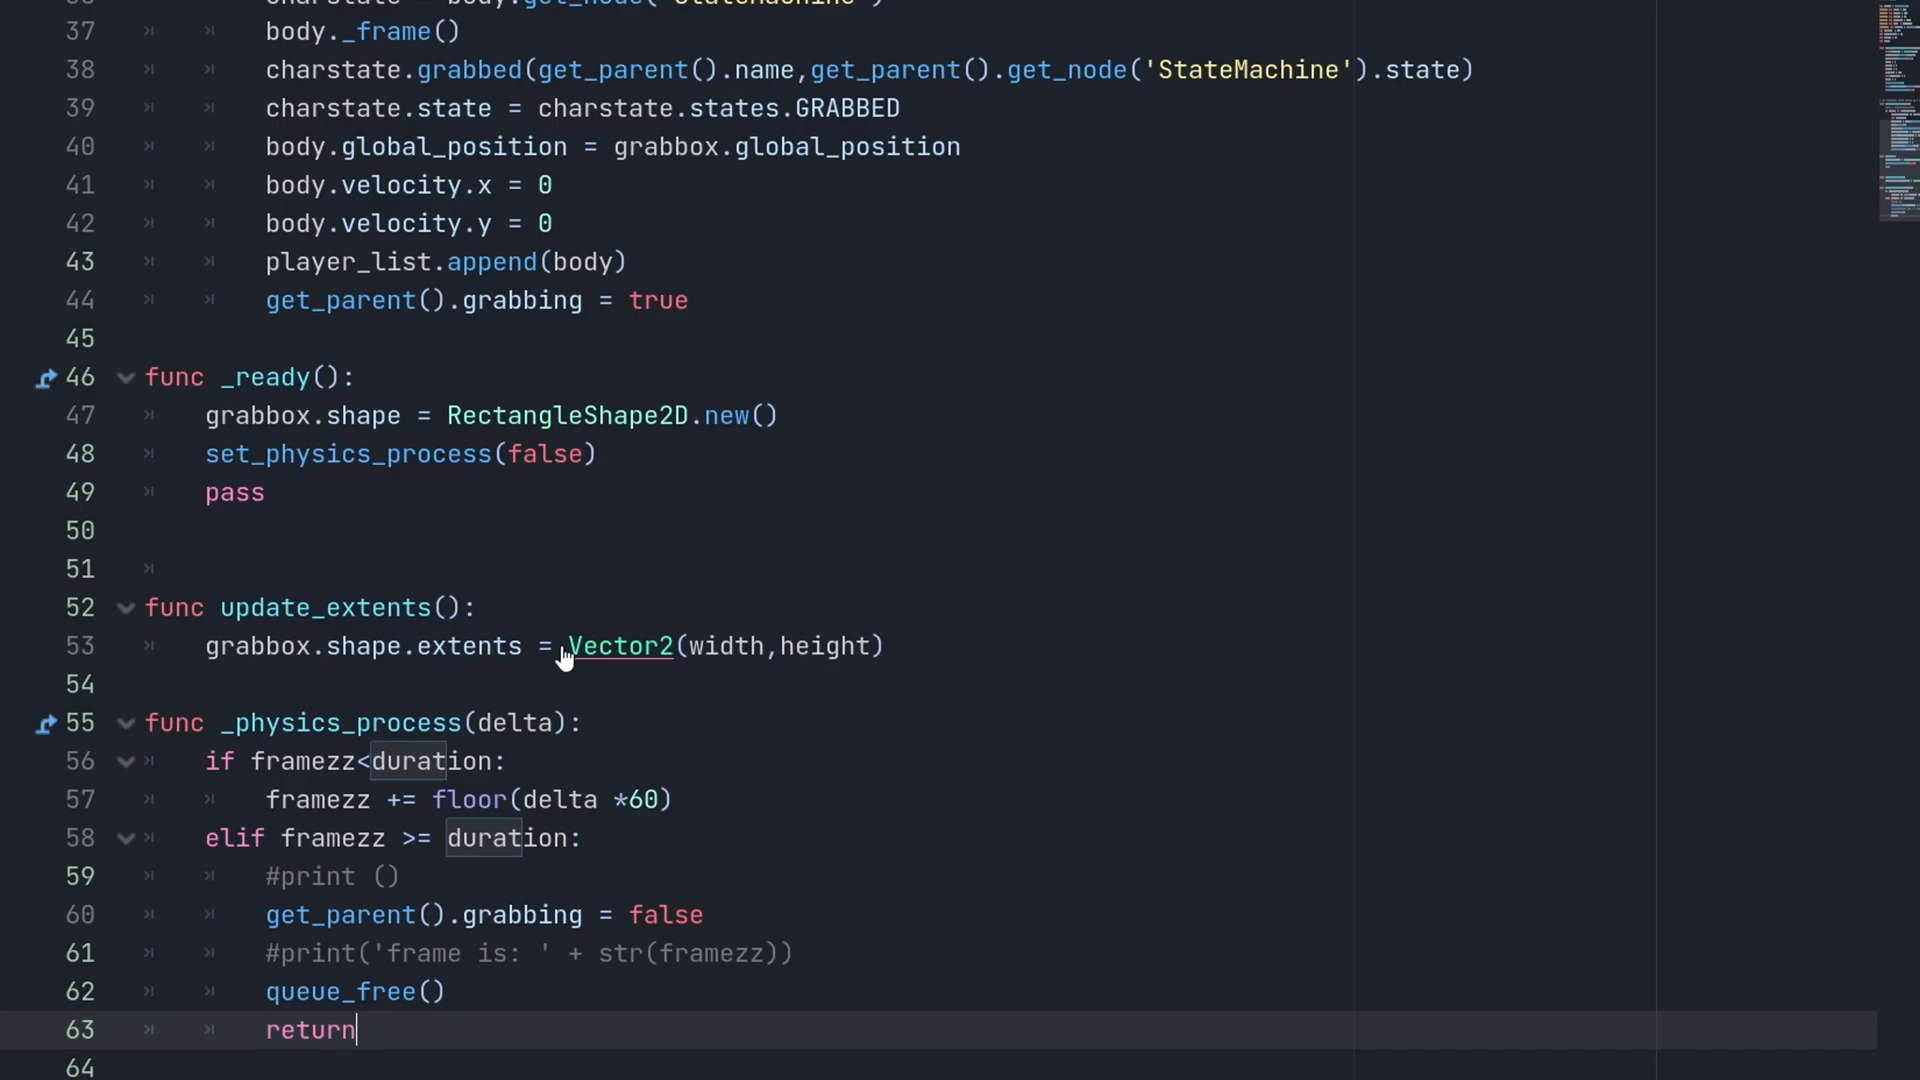 37 body._frame()
38 charstate.grabbed(get_parent().name,get_parent().get_node('StateMachine').state)
39 charstate.state = charstate.states.GRABBED
40 body.global_position = grabbox.global_position
41 body.velocity.x = 0
42 body.velocity.y = 0
43 player_list.append(body)
44 get_parent().grabbing = true
45
46 func _ready():
47 grabbox.shape = RectangleShape2D.new()
48 set_physics_process(false)
49 pass
50
51
52 func update_extents():
53 grabbox.shape.extents = Vector2(width,height)
54
55 func _physics_process(delta):
56 if framezz<duration:
57 framezz += floor(delta *60)
58 elif framezz >= duration:
59 #print ()
60 get_parent().grabbing = false
61 #print('frame is: ' + str(framezz))
62 queue_free()
63 return
64